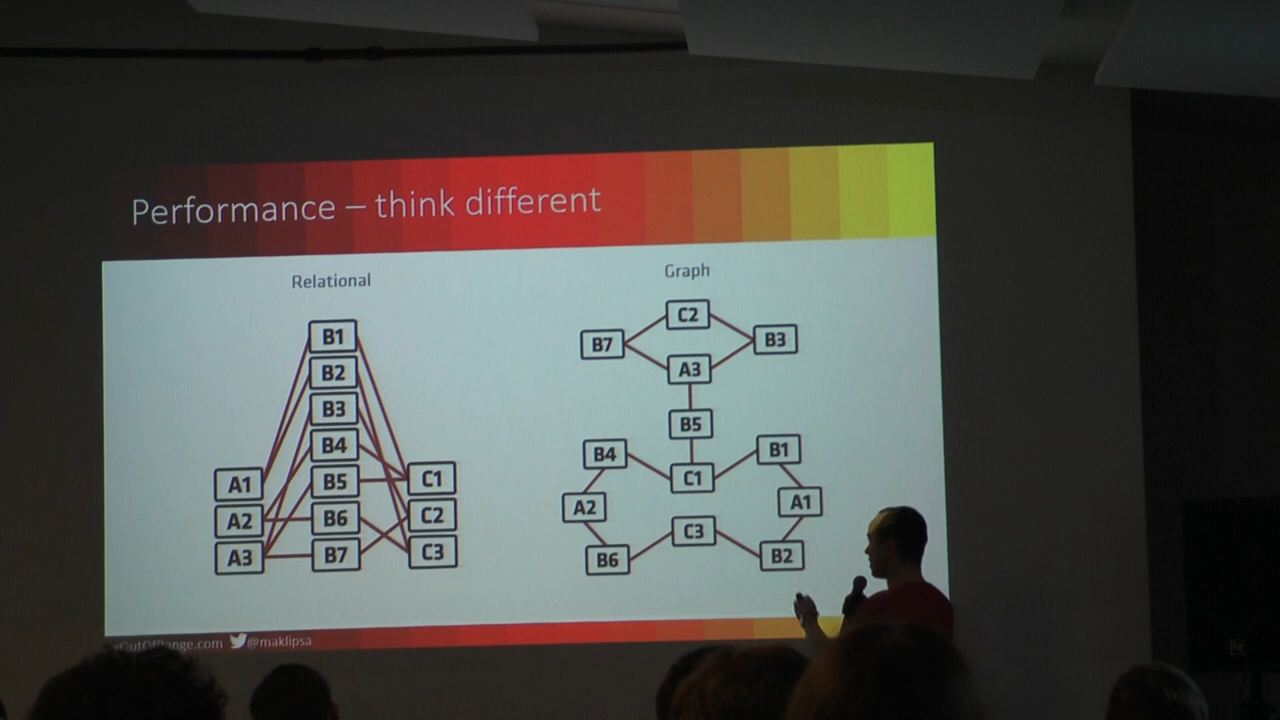 Performance – think different
Relational
Graph
B1
B2
B3
B4
B5
B6
B7
A1
A2
A3
C1
C2
C3
C2
B7
B3
A3
B5
B4
B1
C1
A2
A1
C3
B6
B2
@maklipsa